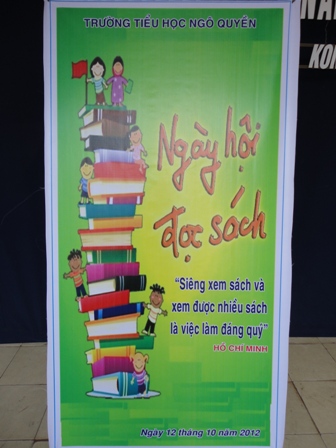 TRƯỜNG TIỂU HỌC NGÔ QUYỀN
Ngày hội
đọc sách
"Siêng xem sách và
xem được nhiều sách
là việc làm đáng quý"
HỒ CHÍ MINH
Ngày 12 tháng 10 năm 2012